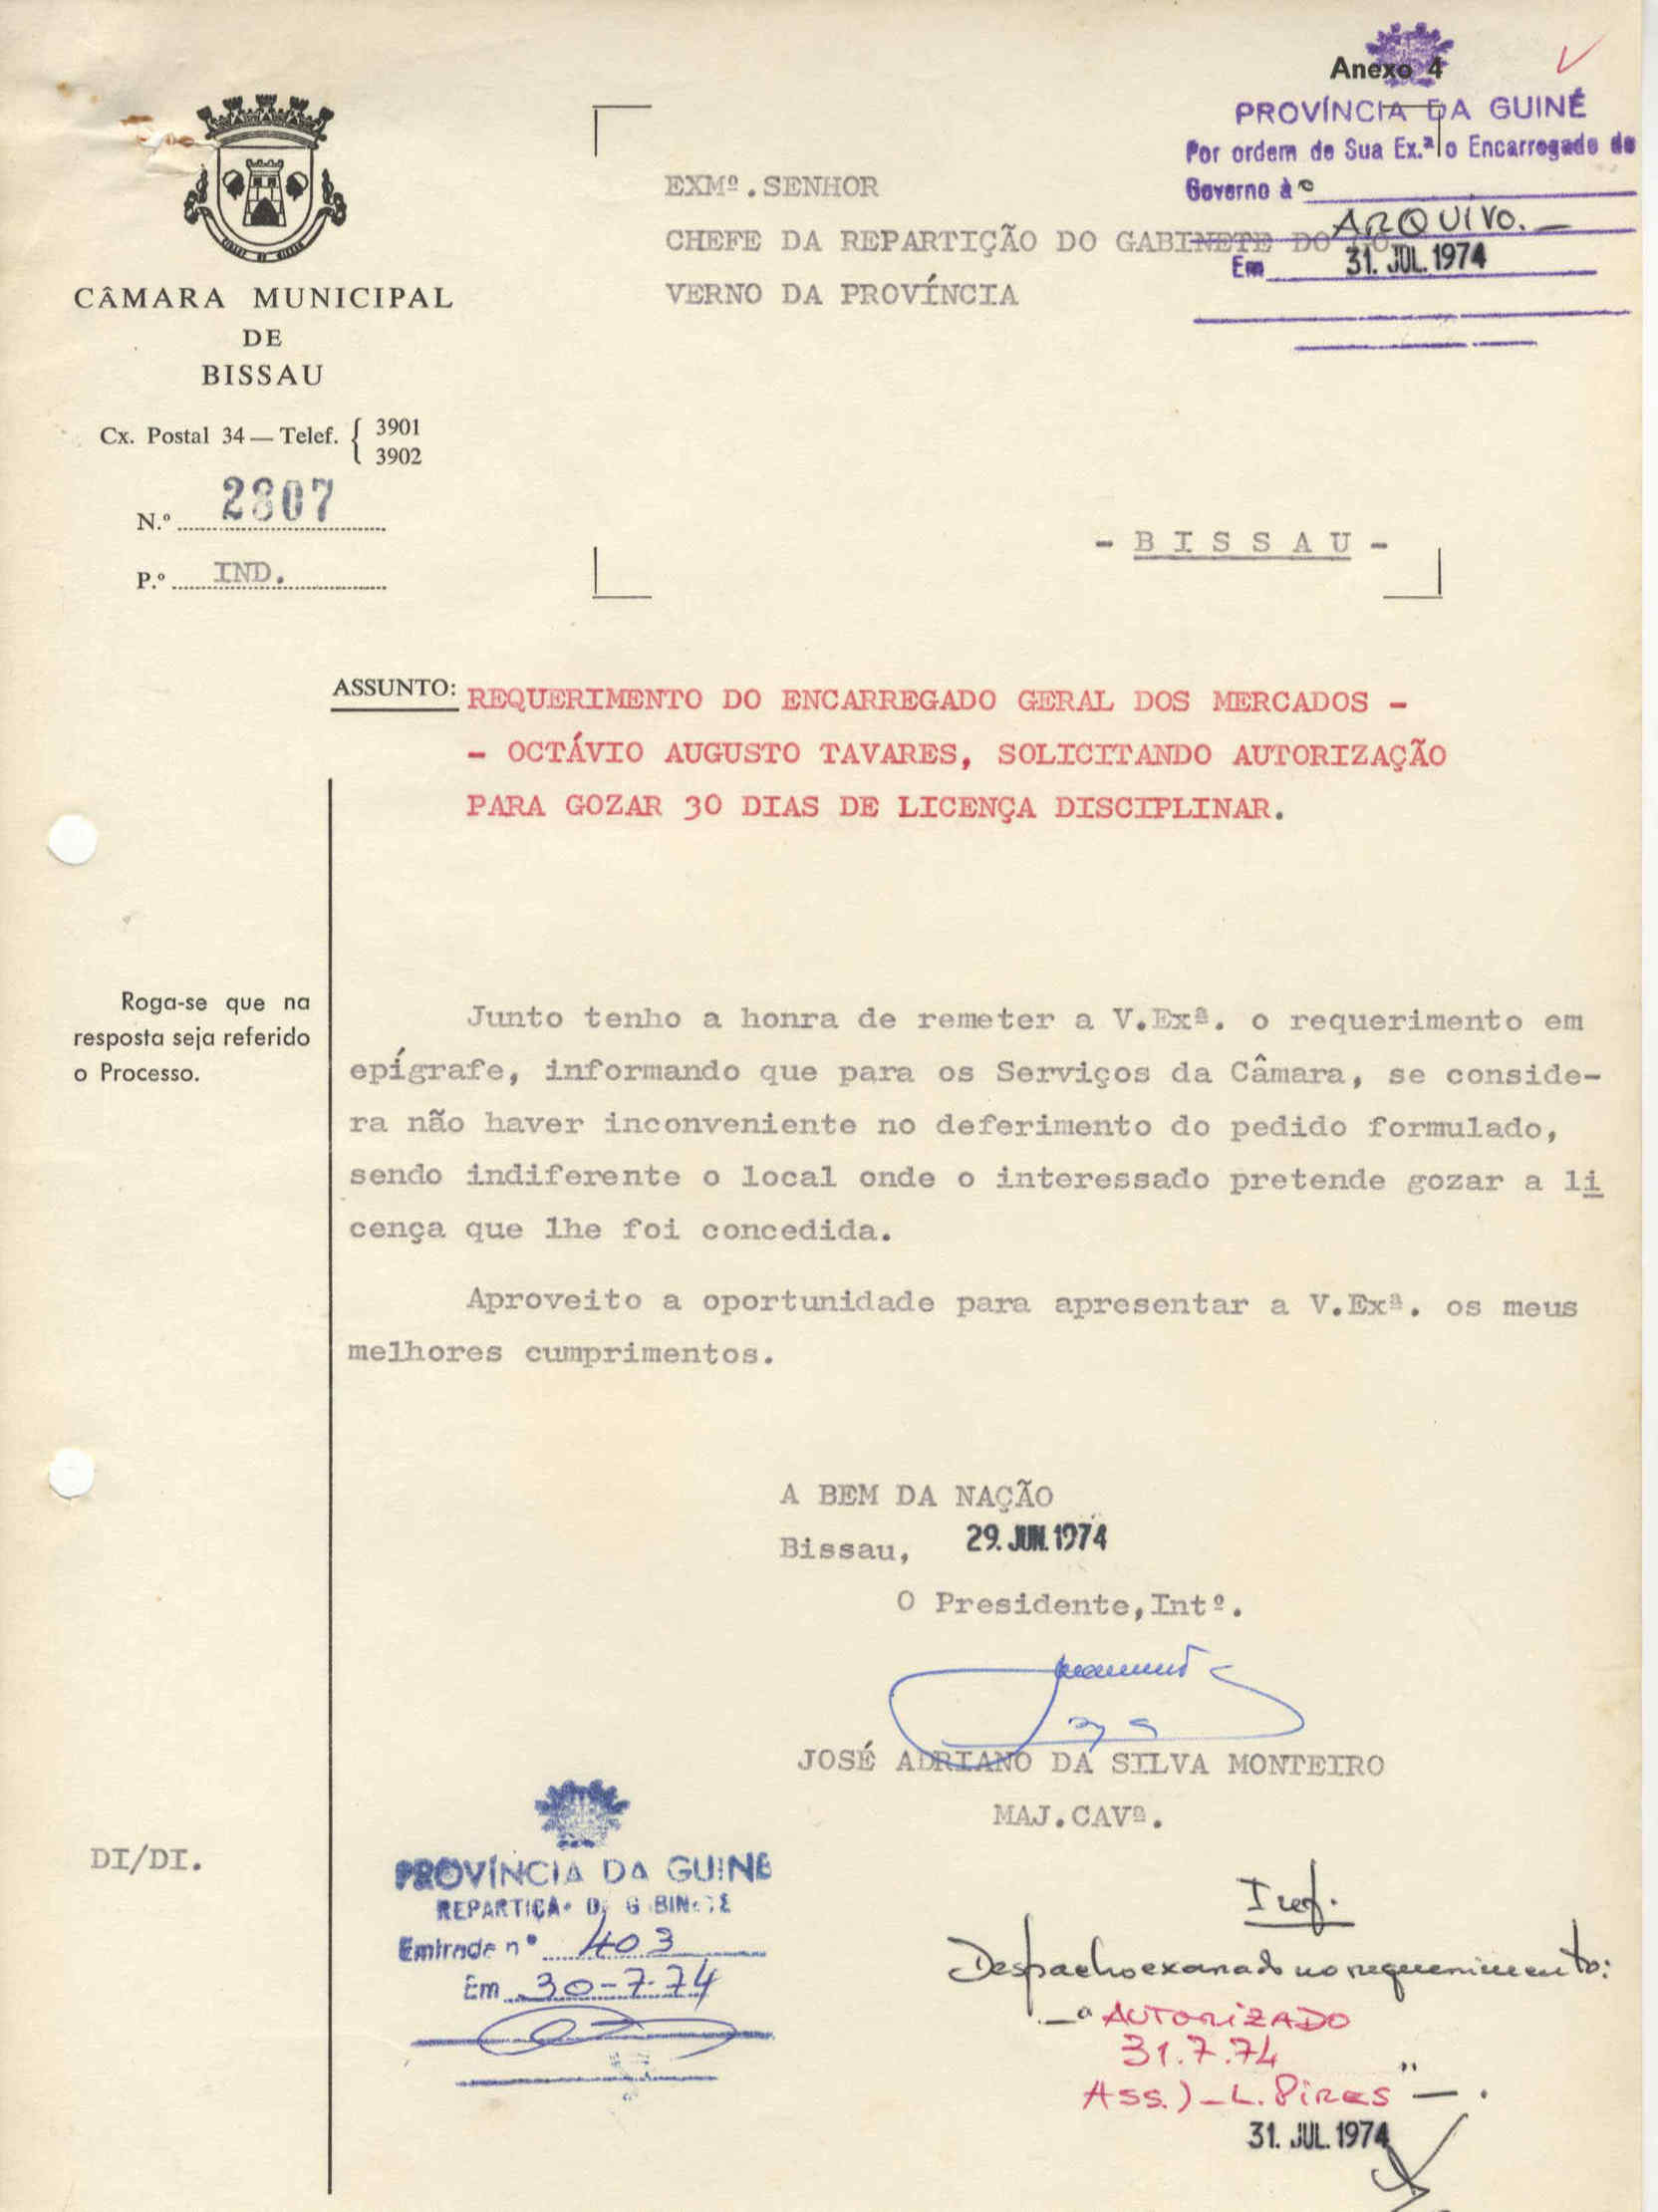 Anexo 4
PROVÍNCIA DA GUINÉ
Por ordem de Sua Ex.ª o Encarregado do
Governo à o
ARQUIVO.—
Em 31. JUL. 1974
CÂMARA MUNICIPAL
DE
BISSAU
Cx. Postal 34 — Telef. { 3901
3902
N.º 2807
P.º IND.
EXMº. SENHOR
CHEFE DA REPARTIÇÃO DO GABINETE DO GO
VERNO DA PROVÍNCIA
- BISSAU -
ASSUNTO: REQUERIMENTO DO ENCARREGADO GERAL DOS MERCADOS -
- OCTÁVIO AUGUSTO TAVARES, SOLICITANDO AUTORIZAÇÃO
PARA GOZAR 30 DIAS DE LICENÇA DISCIPLINAR.
Roga-se que na
resposta seja referido
o Processo.
Junto tenho a honra de remeter a V.Exª. o requerimento em
epígrafe, informando que para os Serviços da Câmara, se conside-
ra não haver inconveniente no deferimento do pedido formulado,
sendo indiferente o local onde o interessado pretende gozar a li
cença que lhe foi concedida.
Aproveito a oportunidade para apresentar a V.Exª. os meus
melhores cumprimentos.
A BEM DA NAÇÃO
Bissau, 29. JUN. 1974
O Presidente, Intº.
JOSÉ ADRIANO DA SILVA MONTEIRO
MAJ. CAVª.
DI/DI.
PROVÍNCIA DA GUINÉ
REPARTIÇÃO DE GABINETE
Entrada nº 403
Em 30-7-74
Despacho exarado no requerimento:
—" AUTORIZADO
31.7.74
Ass.)_L. Pires "—.
31. JUL. 1974